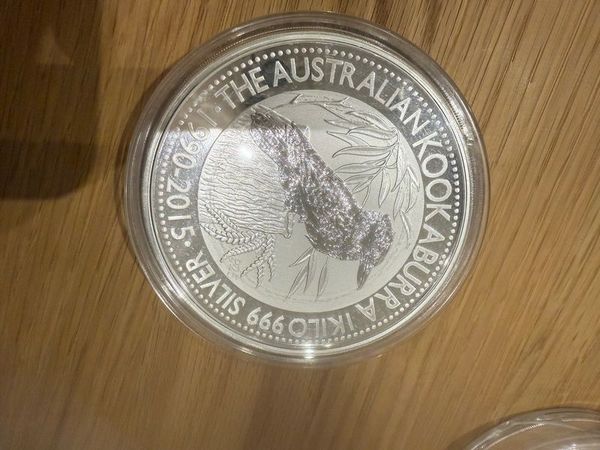 THE AUSTRALIAN KOOKABURRA 1 KILO 999 SILVER · 1990-2015 ·